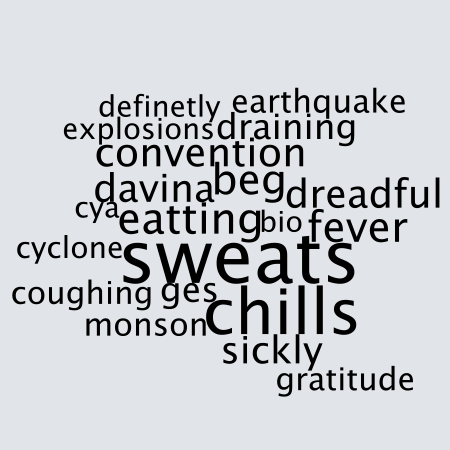 definetly earthquake
explosions draining
convention
davina beg dreadful
cya eatting bio fever
cyclone sweats
coughing ges chills
monson
sickly
gratitude